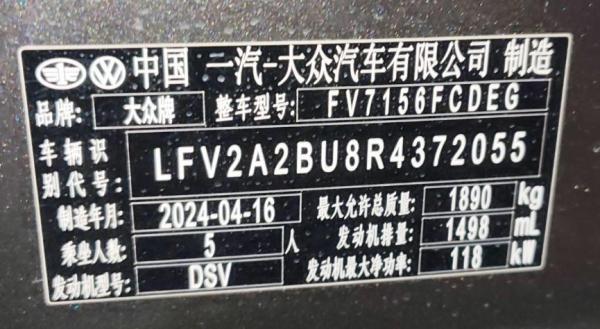 中国 一汽-大众汽车有限公司 制造
品牌: 大众牌 整车型号: FV7156FCDEG
车辆识别代号: LFV2A2BU8R4372055
制造年月: 2024-04-16 最大允许总质量: 1890 kg
乘坐人数: 5 人 发动机排量: 1498 mL
发动机型号: DSV 发动机最大净功率: 118 kW